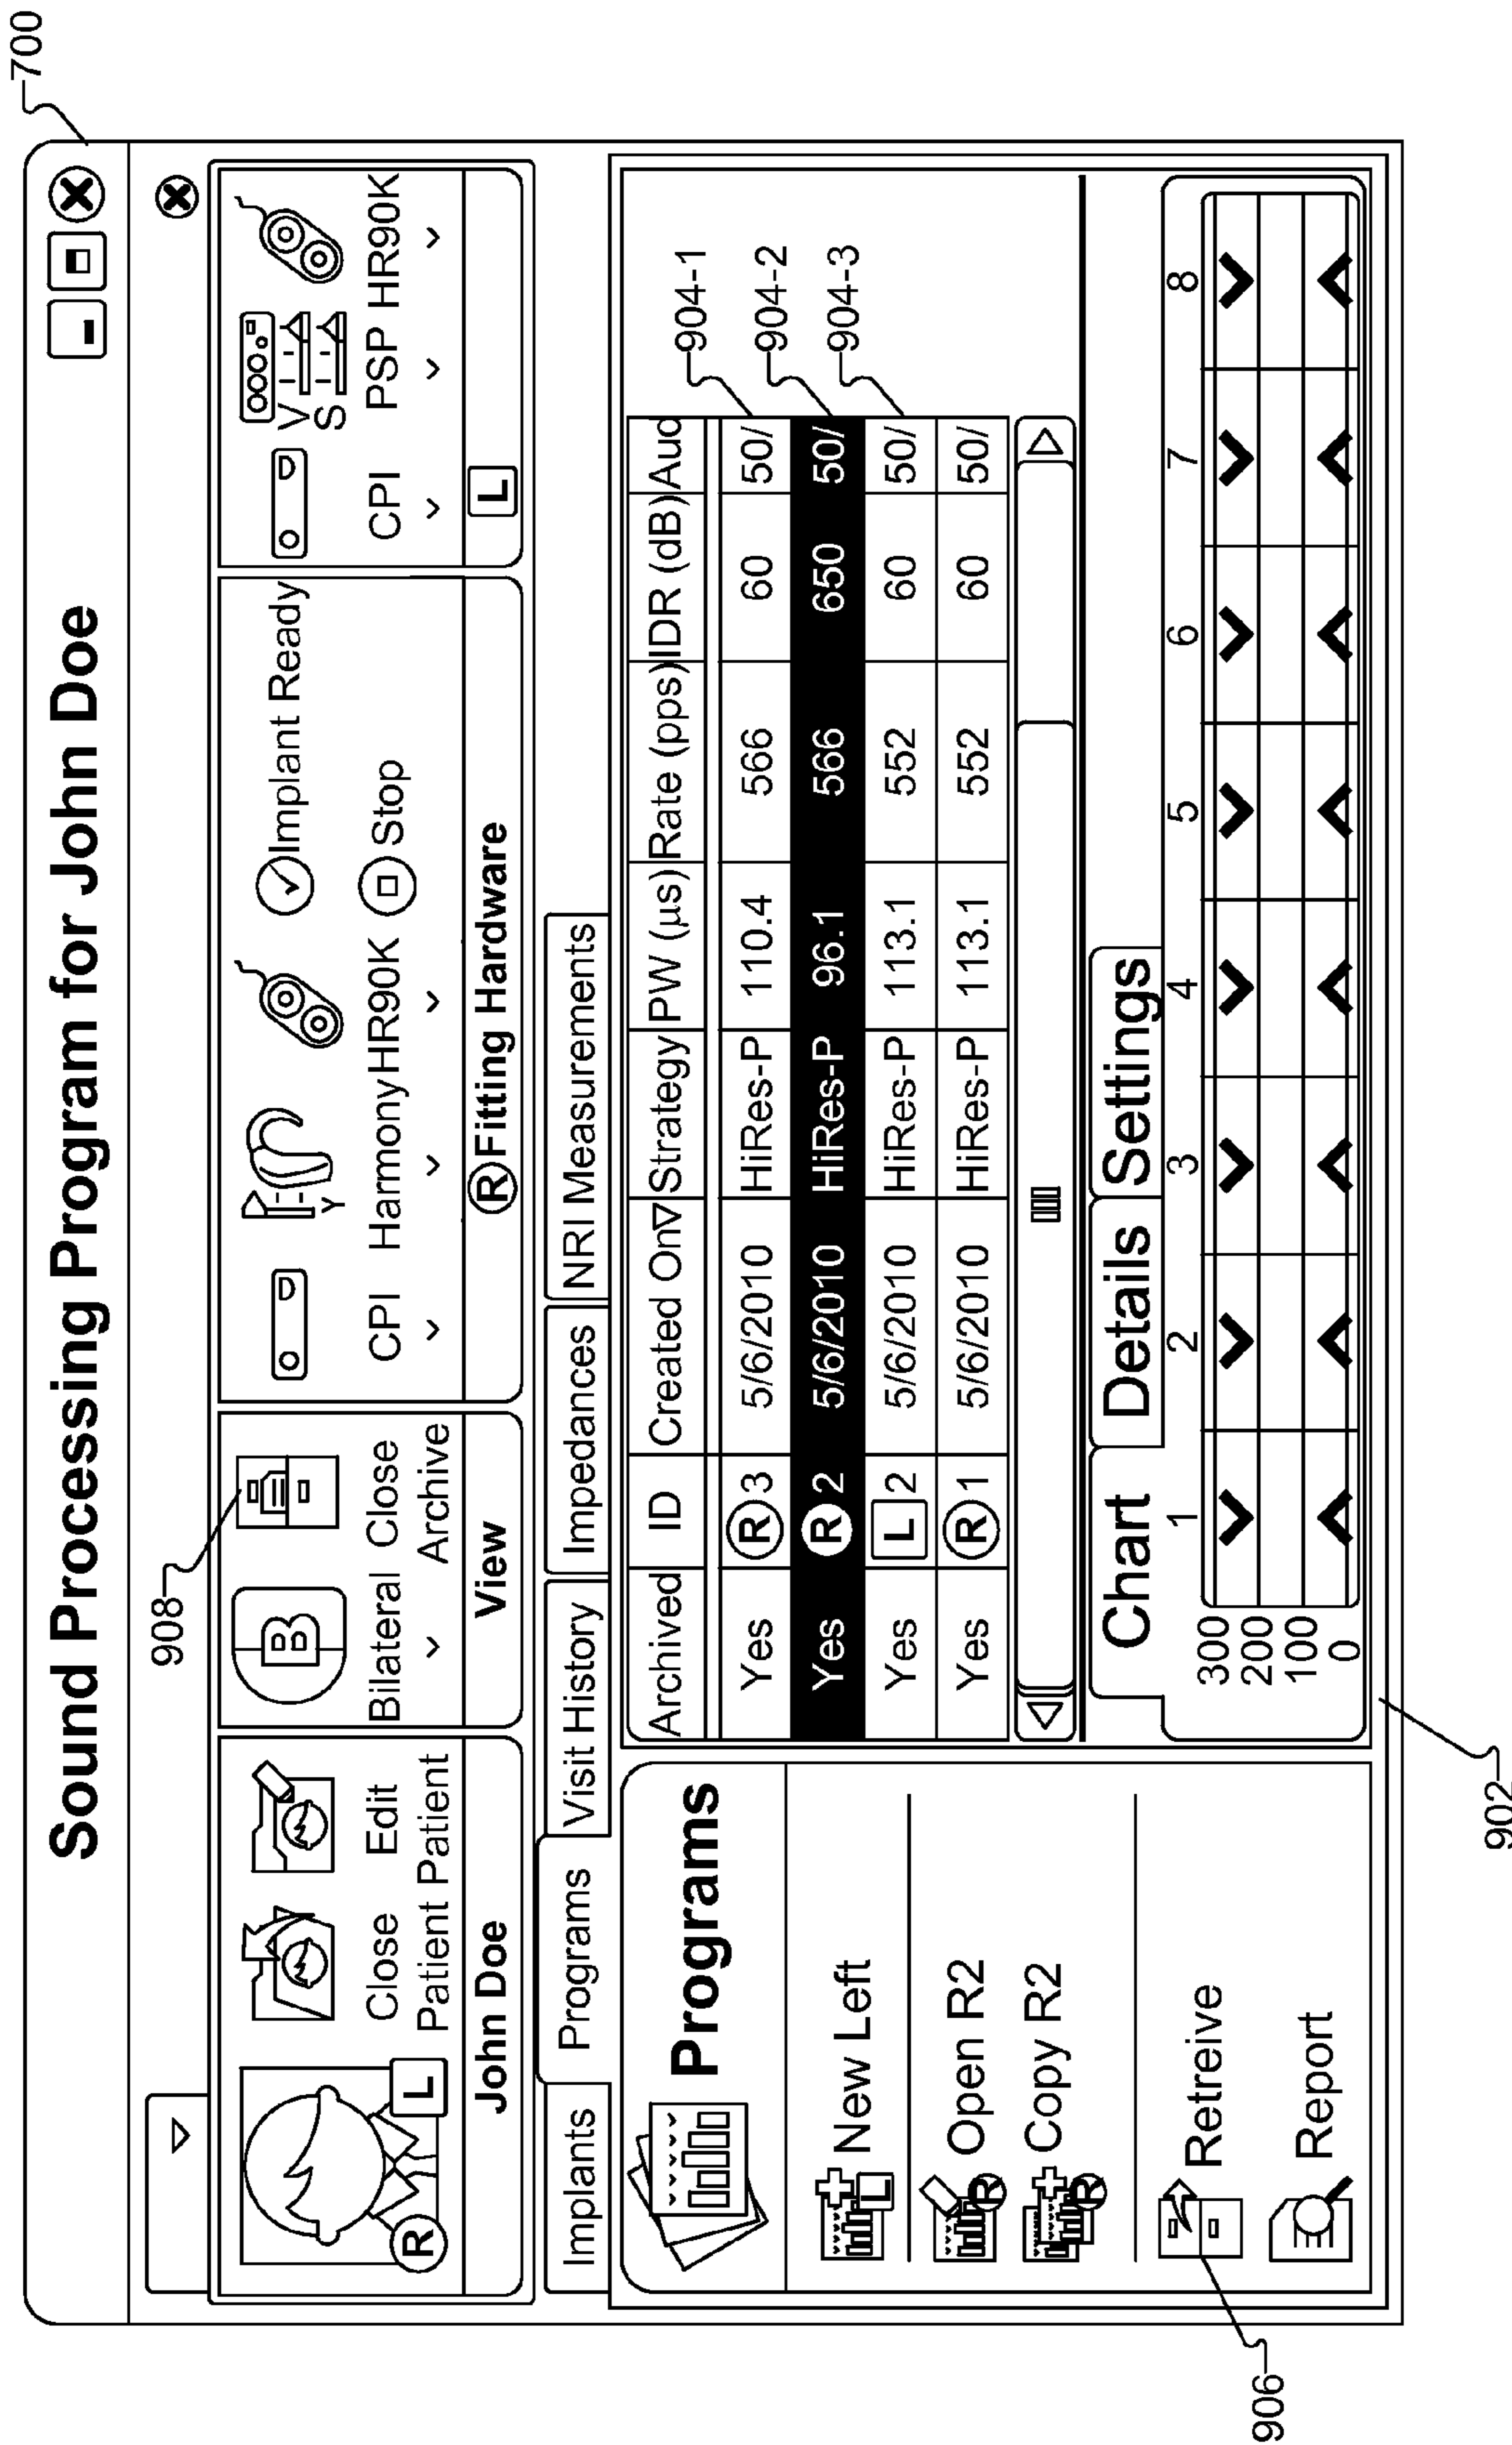 700
Sound Processing Program for John Doe
908
R L
Close Patient
Edit Patient
John Doe
B
Bilateral
Close Archive
View
CPI
Y
Harmony
HR90K
Implant Ready
Stop
R Fitting Hardware
CPI
V
S
PSP
HR90K
L
Implants
Programs
Visit History
Impedances
NRI Measurements
Programs
L New Left
R Open R2
R Copy R2
Retreive
Report
906
Archived ID Created On Strategy PW (µs) Rate (pps) IDR (dB) Aud
Yes R 3 5/6/2010 HiRes-P 110.4 566 60 50/
Yes R 2 5/6/2010 HiRes-P 96.1 566 650 50/
Yes L 2 5/6/2010 HiRes-P 113.1 552 60 50/
Yes R 1 5/6/2010 HiRes-P 113.1 552 60 50/
904-1
904-2
904-3
Chart Details Settings
1 2 3 4 5 6 7 8
300
200
100
0
902